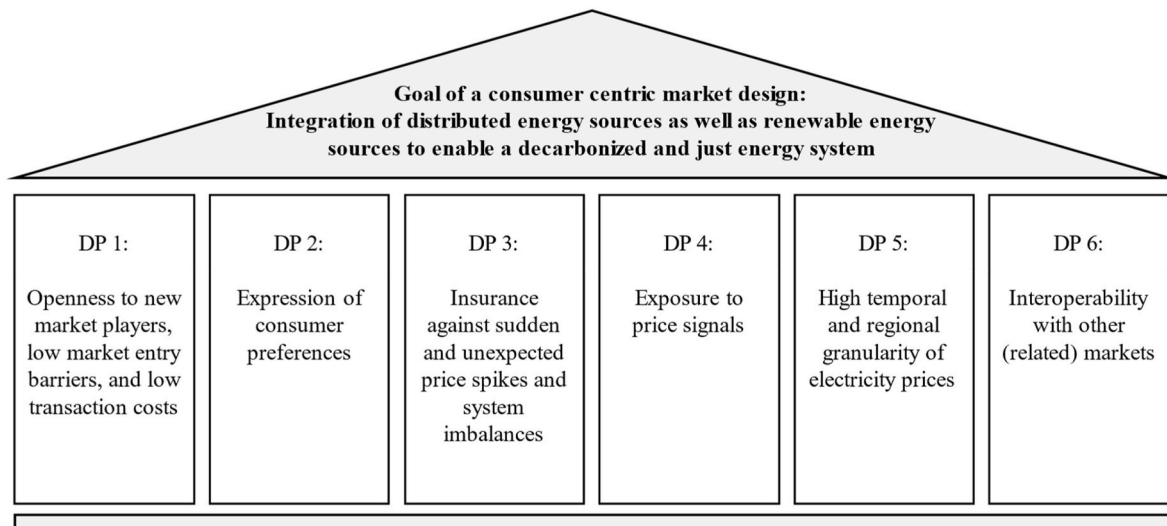 Goal of a consumer centric market design:
Integration of distributed energy sources as well as renewable energy
sources to enable a decarbonized and just energy system
DP 1:
Openness to new
market players,
low market entry
barriers, and low
transaction costs
DP 2:
Expression of
consumer
preferences
DP 3:
Insurance
against sudden
and unexpected
price spikes and
system
imbalances
DP 4:
Exposure to
price signals
DP 5:
High temporal
and regional
granularity of
electricity prices
DP 6:
Interoperability
with other
(related) markets